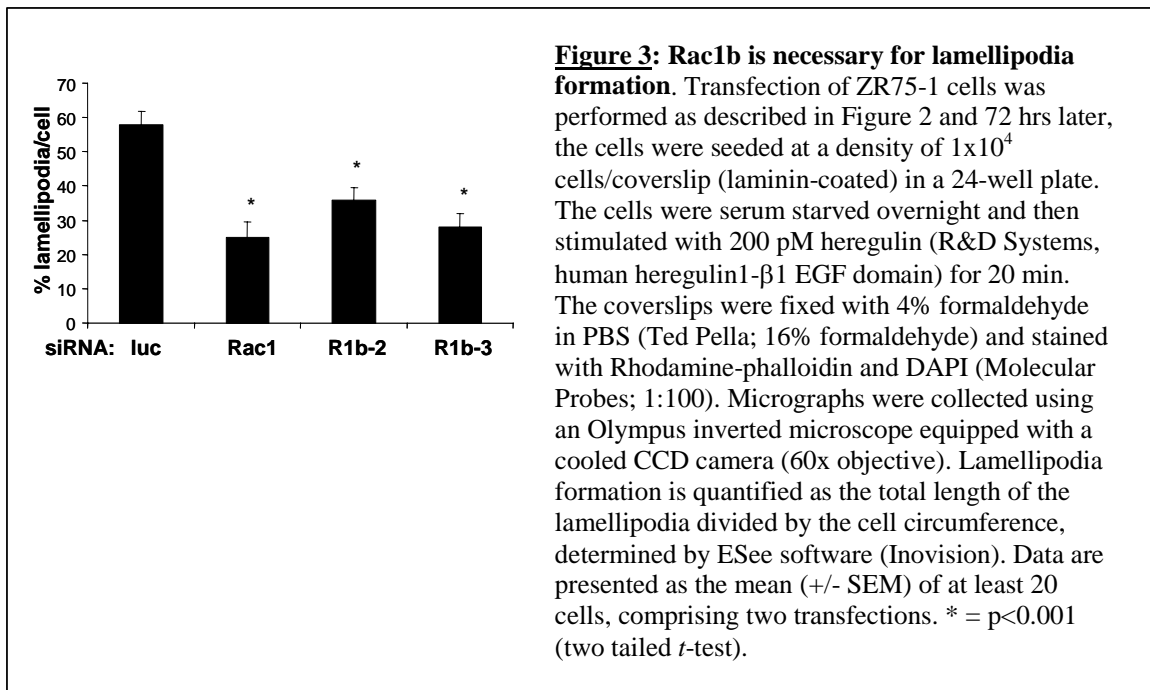 70
60
50
40
30
20
10
0
% lamellipodia/cell
*
*
*
siRNA: luc Rac1 R1b-2 R1b-3
Figure 3: Rac1b is necessary for lamellipodia
formation. Transfection of ZR75-1 cells was
performed as described in Figure 2 and 72 hrs later,
the cells were seeded at a density of 1x10⁴
cells/coverslip (laminin-coated) in a 24-well plate.
The cells were serum starved overnight and then
stimulated with 200 pM heregulin (R&D Systems,
human heregulin1-β1 EGF domain) for 20 min.
The coverslips were fixed with 4% formaldehyde
in PBS (Ted Pella; 16% formaldehyde) and stained
with Rhodamine-phalloidin and DAPI (Molecular
Probes; 1:100). Micrographs were collected using
an Olympus inverted microscope equipped with a
cooled CCD camera (60x objective). Lamellipodia
formation is quantified as the total length of the
lamellipodia divided by the cell circumference,
determined by ESee software (Inovision). Data are
presented as the mean (+/- SEM) of at least 20
cells, comprising two transfections. * = p<0.001
(two tailed t-test).